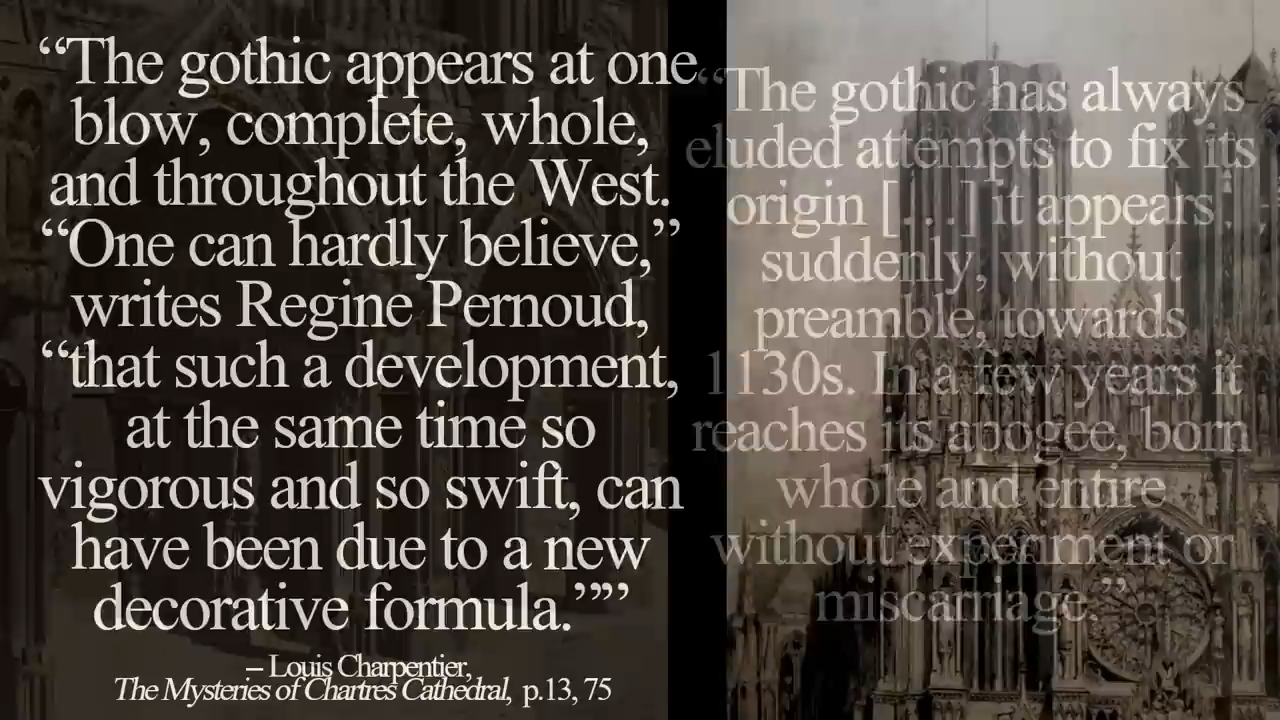 “The gothic appears at one
blow, complete, whole,
and throughout the West.
“One can hardly believe,”
writes Regine Pernoud,
“that such a development,
at the same time so
vigorous and so swift, can
have been due to a new
decorative formula.”””
– Louis Charpentier,
The Mysteries of Chartres Cathedral, p.13, 75
“The gothic has always
eluded attempts to fix its
origin [...] it appears
suddenly, without
preamble, towards
1130s. In a few years it
reaches its apogee, born
whole and entire
without experiment or
miscarriage.”